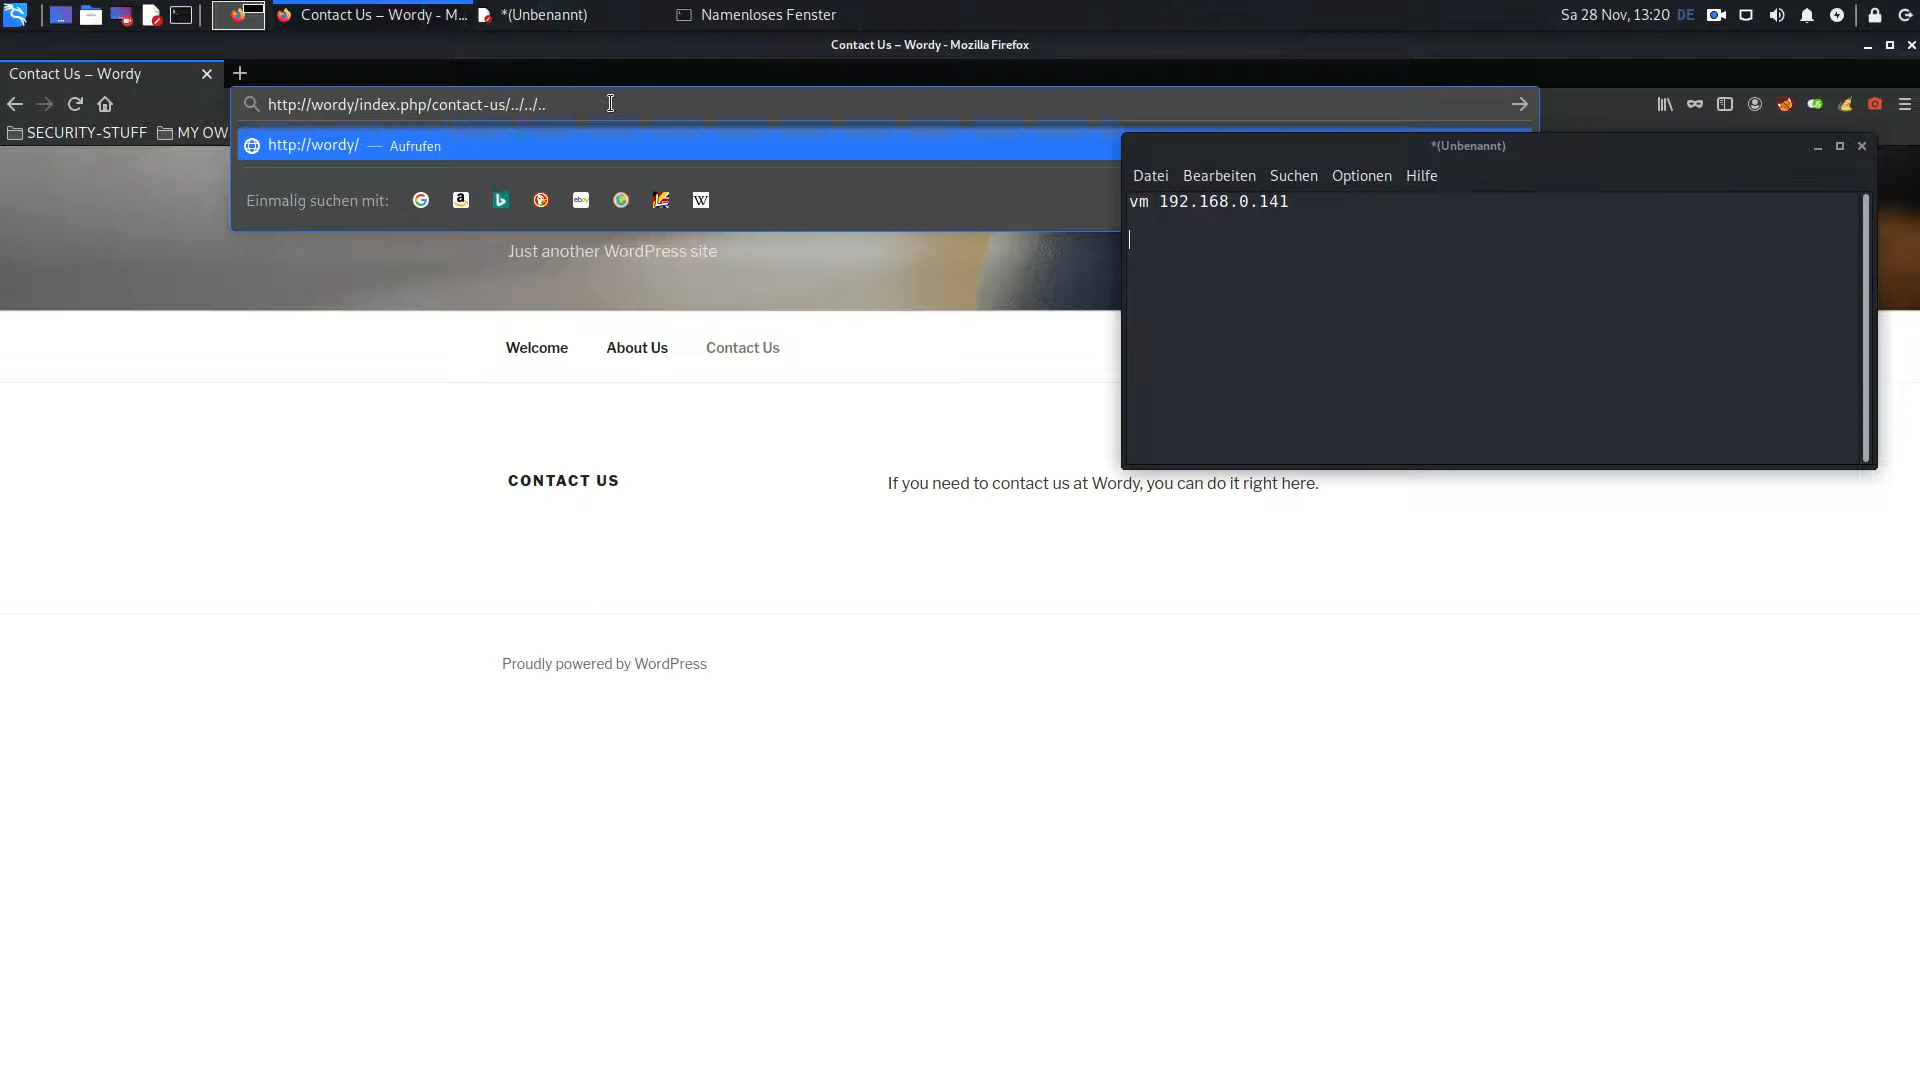 Contact Us – Wordy - M...
*(Unbenannt)
Namenloses Fenster
Sa 28 Nov, 13:20 DE
Contact Us – Wordy - Mozilla Firefox
Contact Us – Wordy
http://wordy/index.php/contact-us/../../..
SECURITY-STUFF MY OW
http://wordy/ — Aufrufen
Einmalig suchen mit:
*(Unbenannt)
Datei Bearbeiten Suchen Optionen Hilfe
vm 192.168.0.141
Just another WordPress site
Welcome About Us Contact Us
CONTACT US
If you need to contact us at Wordy, you can do it right here.
Proudly powered by WordPress